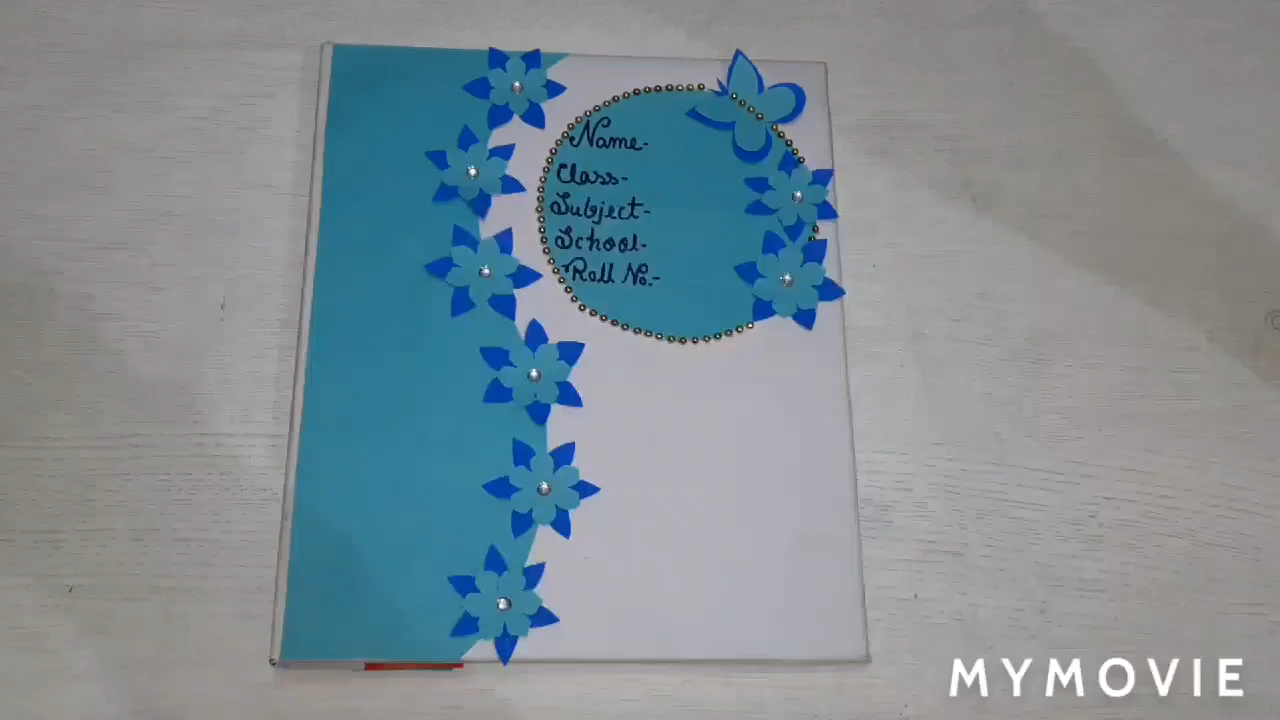 Name-
Class-
Subject-
School-
Roll No.-
MYMOVIE